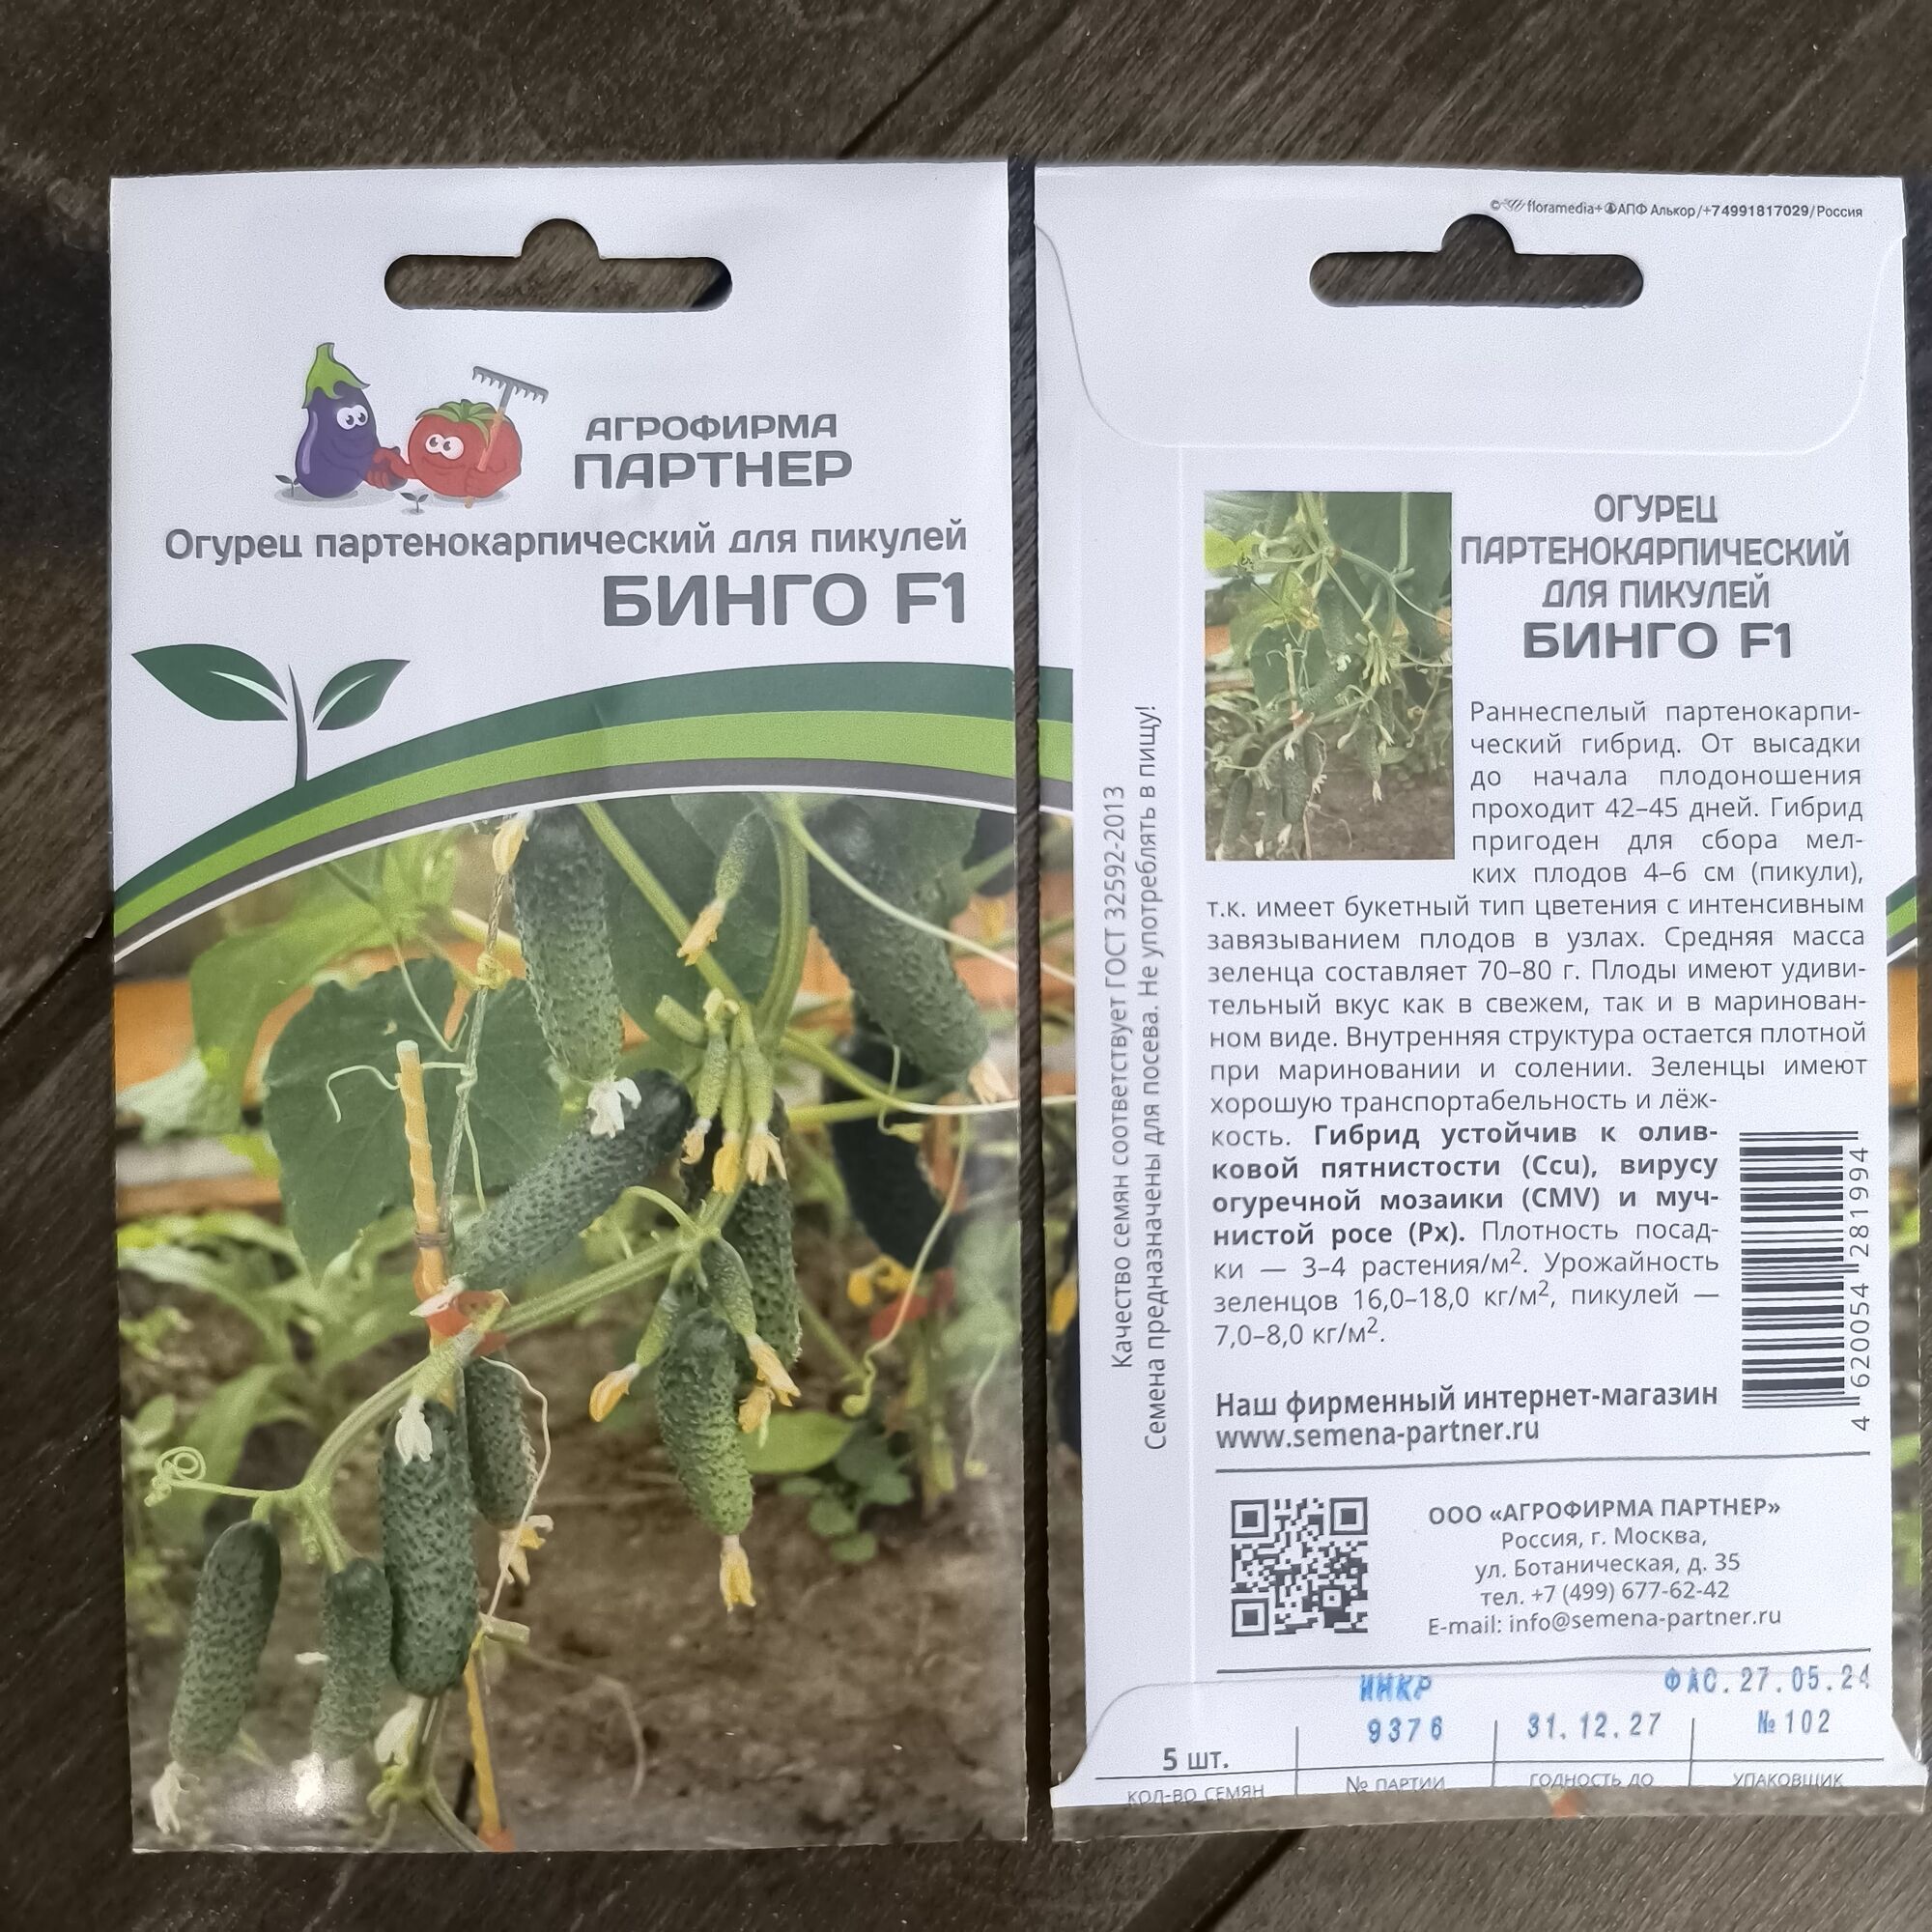 АГРОФИРМА
ПАРТНЕР
Огурец партенокарпический для пикулей
БИНГО F1
© floramedia+ АПФ Алькор/+74991817029/Россия
ОГУРЕЦ
ПАРТЕНОКАРПИЧЕСКИЙ
ДЛЯ ПИКУЛЕЙ
БИНГО F1
Раннеспелый партенокарпи-
ческий гибрид. От высадки
до начала плодоношения
проходит 42–45 дней. Гибрид
пригоден для сбора мел-
ких плодов 4–6 см (пикули),
т.к. имеет букетный тип цветения с интенсивным
завязыванием плодов в узлах. Средняя масса
зеленца составляет 70–80 г. Плоды имеют удиви-
тельный вкус как в свежем, так и в маринован-
ном виде. Внутренняя структура остается плотной
при мариновании и солении. Зеленцы имеют
хорошую транспортабельность и лёж-
кость. Гибрид устойчив к олив-
ковой пятнистости (Ccu), вирусу
огуречной мозаики (CMV) и муч-
нистой росе (Px). Плотность посад-
ки — 3–4 растения/м². Урожайность
зеленцов 16,0–18,0 кг/м², пикулей —
7,0–8,0 кг/м².
4 620054 281994
Качество семян соответствует ГОСТ 32592-2013
Семена предназначены для посева. Не употреблять в пищу!
Наш фирменный интернет-магазин
www.semena-partner.ru
ООО «АГРОФИРМА ПАРТНЕР»
Россия, г. Москва,
ул. Ботаническая, д. 35
тел. +7 (499) 677-62-42
E-mail: info@semena-partner.ru
ИНКР ФАС.27.05.24
5 шт. 9376 31.12.27 №102
КОЛ-ВО СЕМЯН № ПАРТИИ ГОДНОСТЬ ДО УПАКОВЩИК